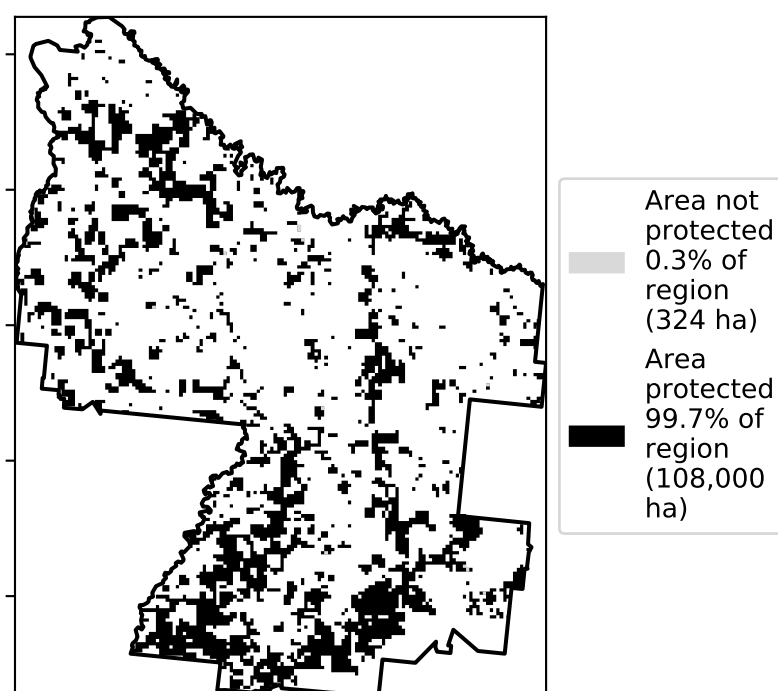 Area not
protected
0.3% of
region
(324 ha)
Area
protected
99.7% of
region
(108,000
ha)